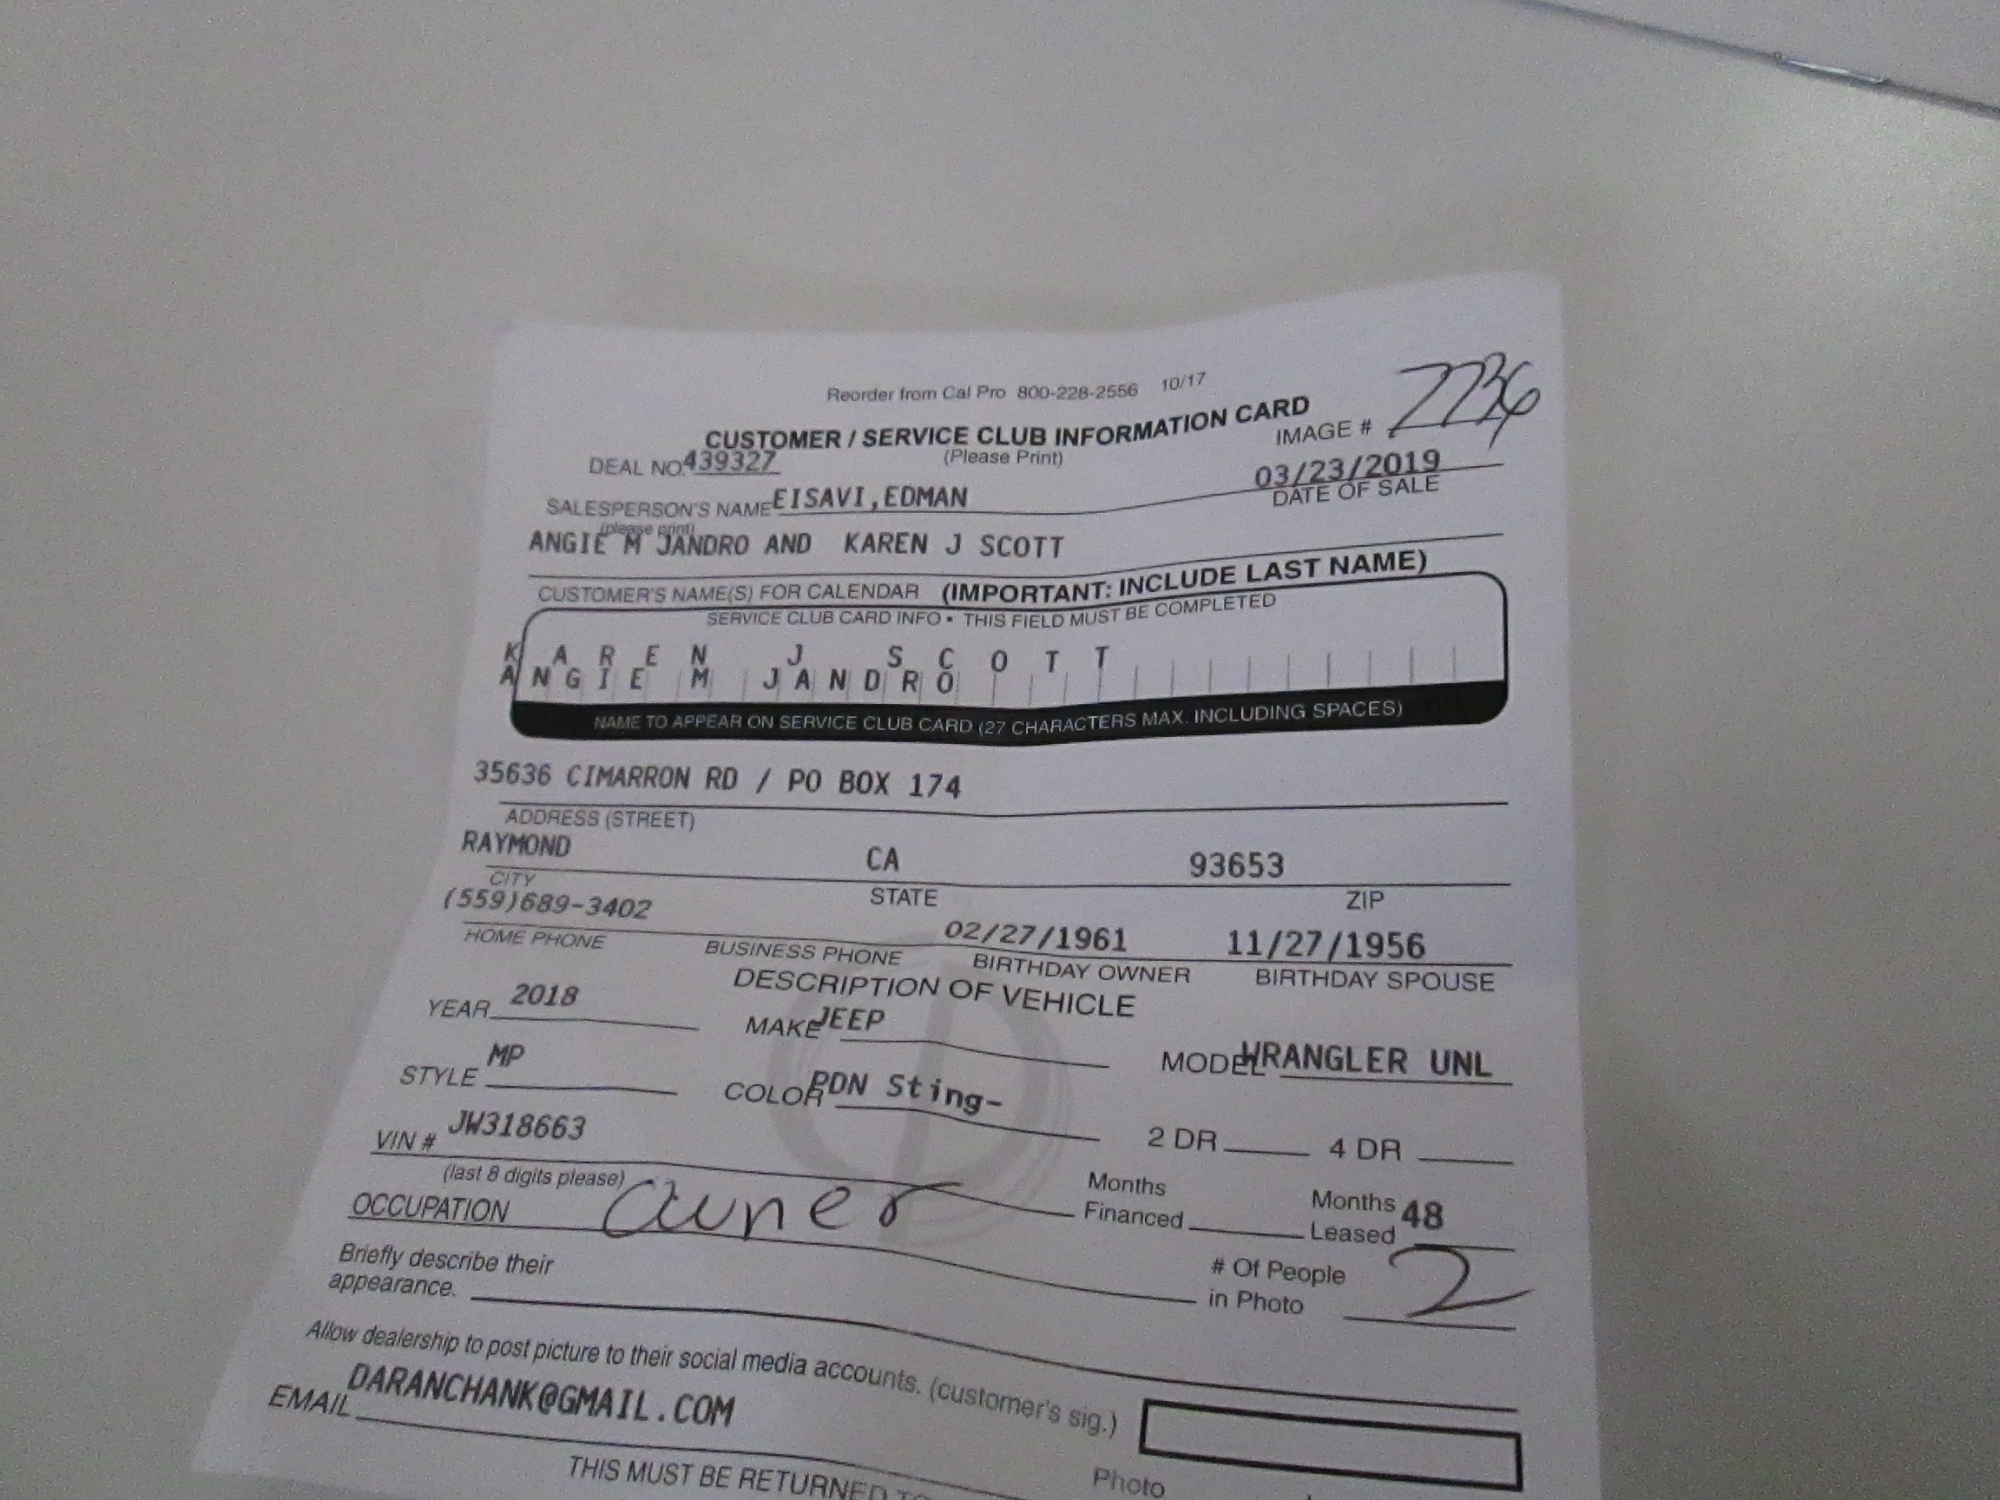 Reorder from Cal Pro 800-228-2556 10/17
CUSTOMER / SERVICE CLUB INFORMATION CARD
(Please Print)
IMAGE # 2236
DEAL NO. 439327
03/23/2019
DATE OF SALE
SALESPERSON'S NAME EISAVI,EDMAN
(please print)
ANGIE M JANDRO AND KAREN J SCOTT
CUSTOMER'S NAME(S) FOR CALENDAR (IMPORTANT: INCLUDE LAST NAME)
SERVICE CLUB CARD INFO • THIS FIELD MUST BE COMPLETED
KAREN J SCOTT
ANGIE M JANDRO
NAME TO APPEAR ON SERVICE CLUB CARD (27 CHARACTERS MAX. INCLUDING SPACES)
35636 CIMARRON RD / PO BOX 174
ADDRESS (STREET)
RAYMOND CA 93653
CITY STATE ZIP
(559)689-3402 02/27/1961 11/27/1956
HOME PHONE BUSINESS PHONE BIRTHDAY OWNER BIRTHDAY SPOUSE
DESCRIPTION OF VEHICLE
YEAR 2018 MAKE JEEP MODEL WRANGLER UNL
STYLE MP COLOR PDN Sting- 2 DR 4 DR
VIN # JW318663
(last 8 digits please)
Months Financed Months Leased 48
OCCUPATION Owner
# Of People in Photo 2
Briefly describe their
appearance.
Allow dealership to post picture to their social media accounts. (customer's sig.)
EMAIL DARANCHANK@GMAIL.COM
THIS MUST BE RETURNED TO
Photo